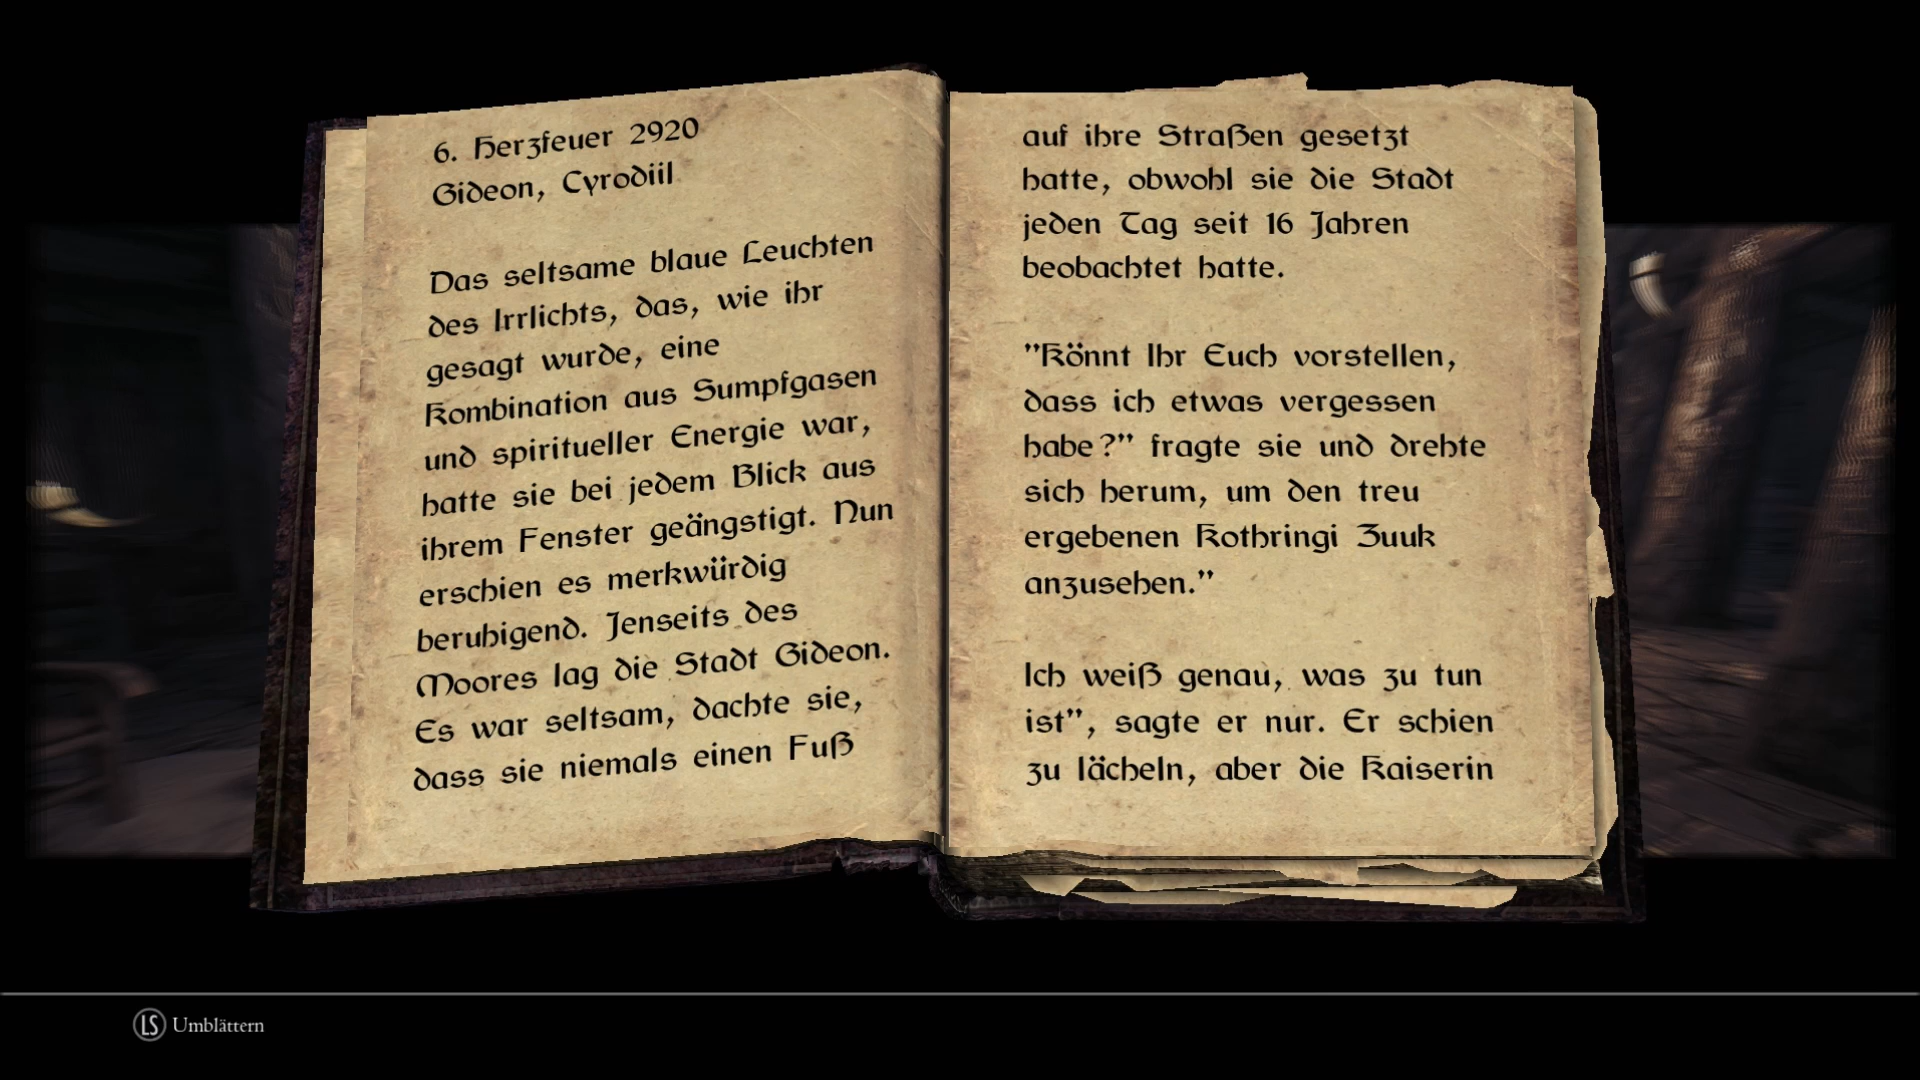 6. Herzfeuer 2920
Gideon, Cyrodiil
Das seltsame blaue Leuchten
des Irrlichts, das, wie ihr
gesagt wurde, eine
Kombination aus Sumpfgasen
und spiritueller Energie war,
hatte sie bei jedem Blick aus
ihrem Fenster geängstigt. Nun
erschien es merkwürdig
beruhigend. Jenseits des
Moores lag die Stadt Gideon.
Es war seltsam, dachte sie,
dass sie niemals einen Fuß
auf ihre Straßen gesetzt
hatte, obwohl sie die Stadt
jeden Tag seit 16 Jahren
beobachtet hatte.
"Könnt Ihr Euch vorstellen,
dass ich etwas vergessen
habe?" fragte sie und drehte
sich herum, um den treu
ergebenen Kothringi Zuuk
anzusehen."
Ich weiß genau, was zu tun
ist", sagte er nur. Er schien
zu lächeln, aber die Kaiserin
LS Umblättern